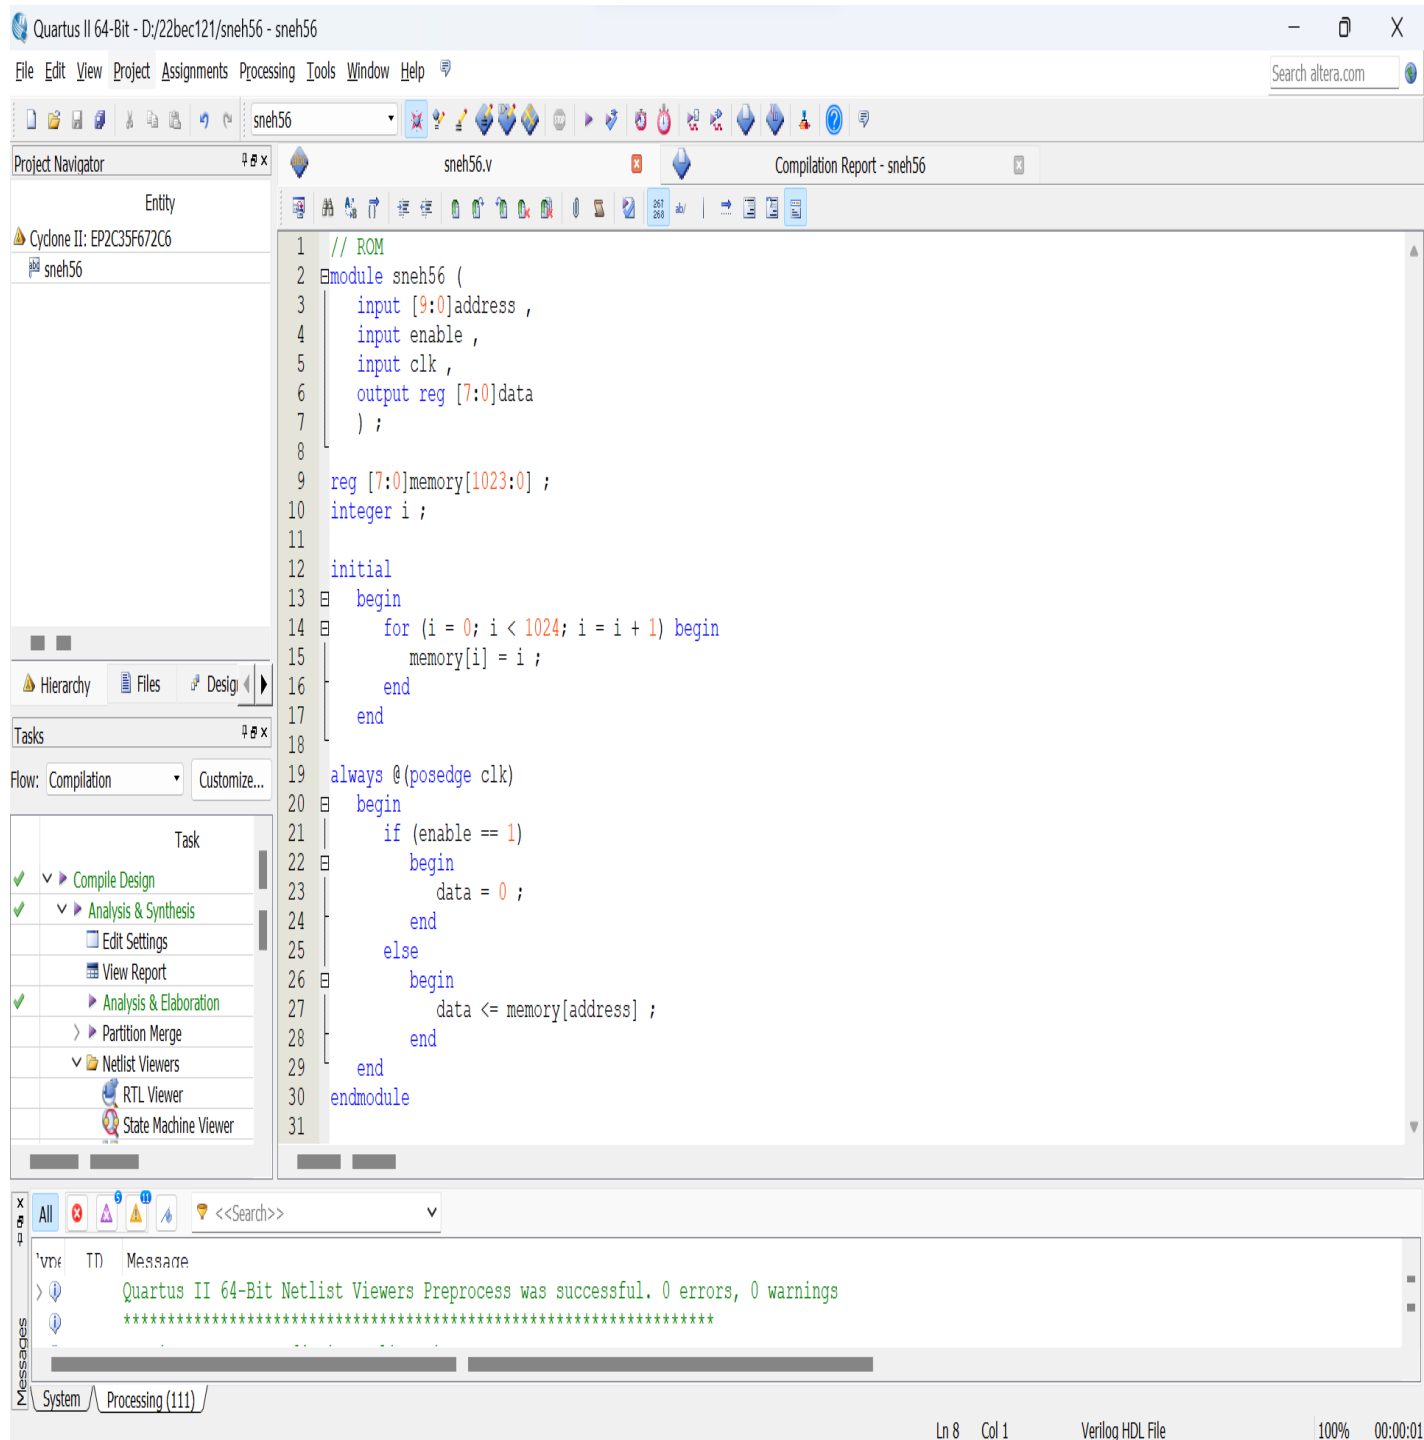 Quartus II 64-Bit - D:/22bec121/sneh56 - sneh56
File Edit View Project Assignments Processing Tools Window Help
Search altera.com
sneh56
Project Navigator
sneh56.v
Compilation Report - sneh56
Entity
Cyclone II: EP2C35F672C6
sneh56
267
268
ab/
1 // ROM
2 module sneh56 (
3 input [9:0]address ,
4 input enable ,
5 input clk ,
6 output reg [7:0]data
7 ) ;
8
9 reg [7:0]memory[1023:0] ;
10 integer i ;
11
12 initial
13 begin
14 for (i = 0; i < 1024; i = i + 1) begin
15 memory[i] = i ;
16 end
17 end
18
19 always @(posedge clk)
20 begin
21 if (enable == 1)
22 begin
23 data = 0 ;
24 end
25 else
26 begin
27 data <= memory[address] ;
28 end
29 end
30 endmodule
31
Hierarchy Files Desig
Tasks
Flow: Compilation Customize...
Task
Compile Design
Analysis & Synthesis
Edit Settings
View Report
Analysis & Elaboration
Partition Merge
Netlist Viewers
RTL Viewer
State Machine Viewer
All 5 11 <<Search>>
Type ID Message
Quartus II 64-Bit Netlist Viewers Preprocess was successful. 0 errors, 0 warnings
*******************************************************************
Messages
System Processing (111)
Ln 8 Col 1 Verilog HDL File 100% 00:00:01